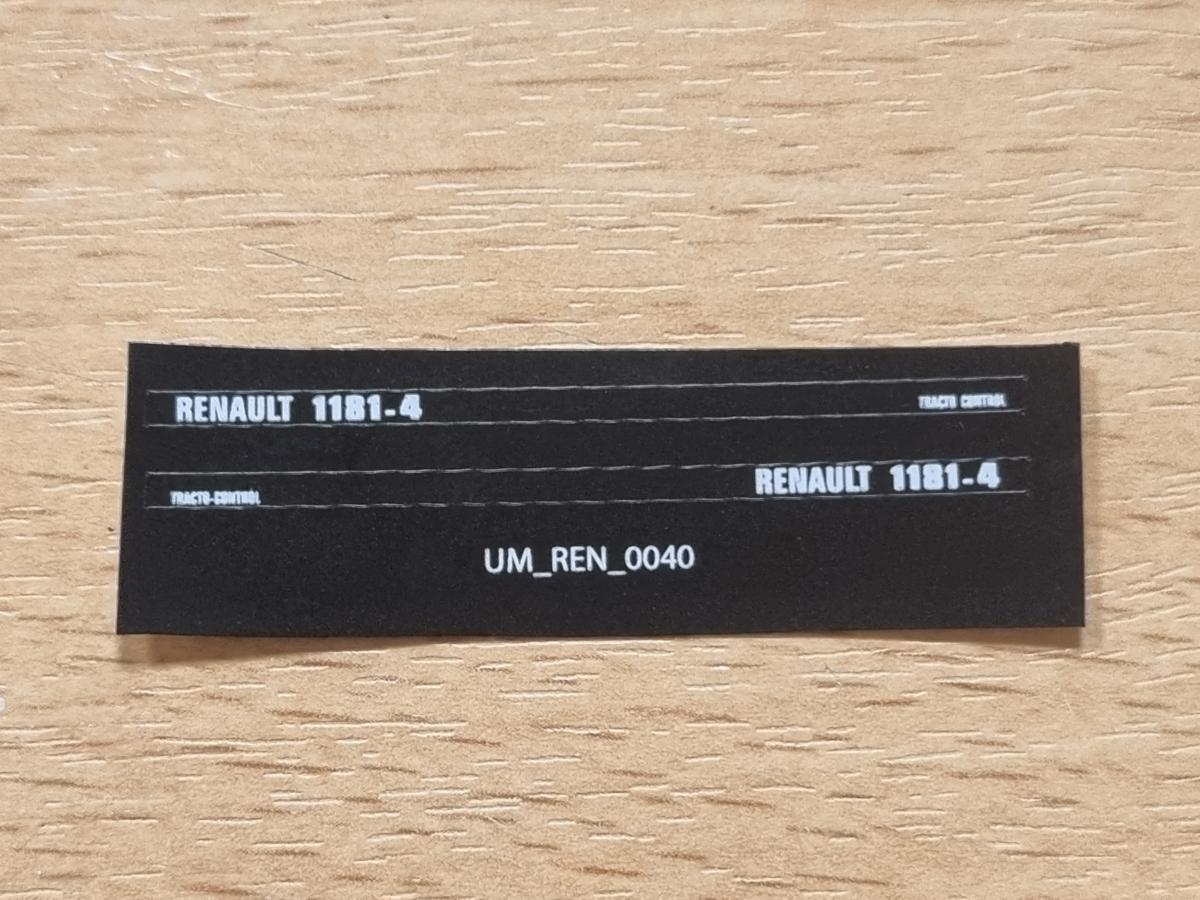 RENAULT 1181-4 TRACTO CONTROL
TRACTO-CONTROL RENAULT 1181-4
UM_REN_0040